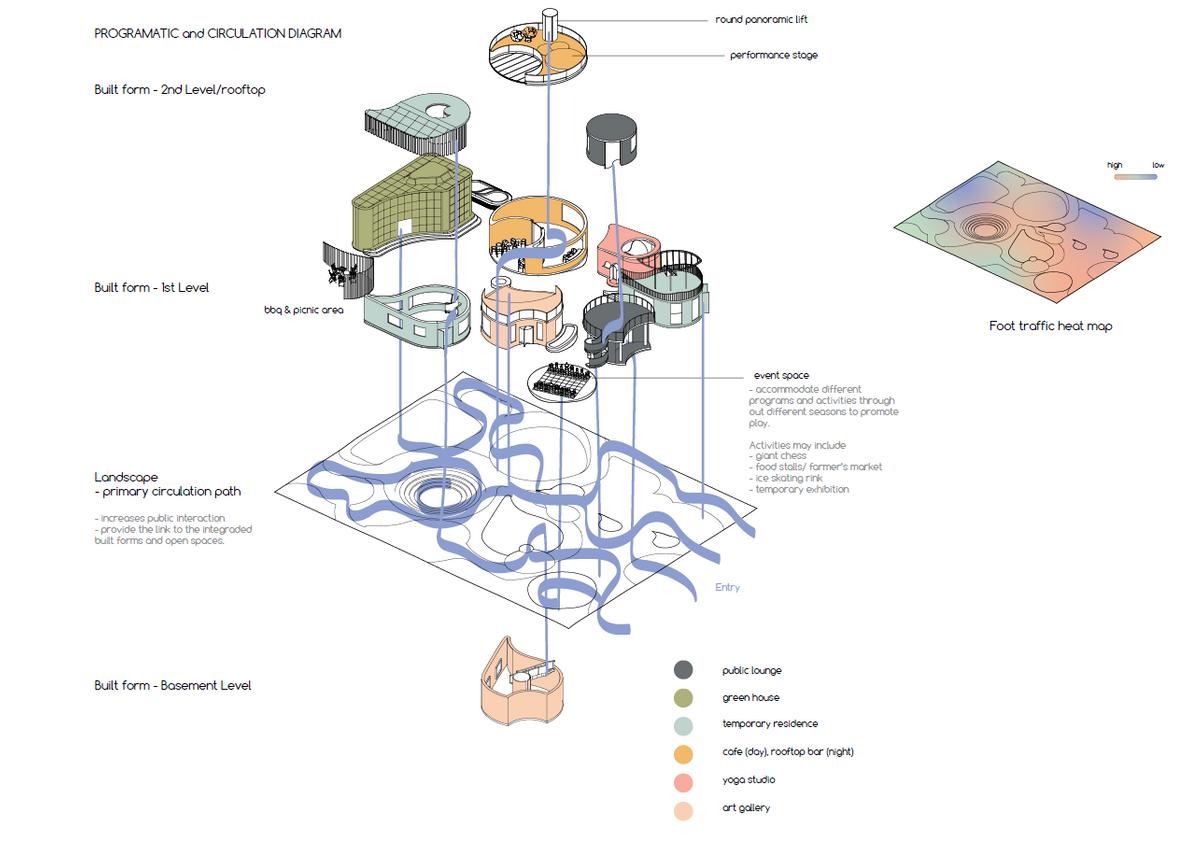 PROGRAMATIC and CIRCULATION DIAGRAM
round panoramic lift
performance stage
Built form - 2nd Level/rooftop
high
low
Built form - 1st Level
bbq & picnic area
Foot traffic heat map
event space
- accommodate different
programs and activities through
out different seasons to promote
play.
Activities may include
- giant chess
- food stalls/ farmer's market
- ice skating rink
- temporary exhibition
Landscape
- primary circulation path
- increases public interaction
- provide the link to the integraded
built forms and open spaces.
Entry
Built form - Basement Level
public lounge
green house
temporary residence
cafe (day), rooftop bar (night)
yoga studio
art gallery